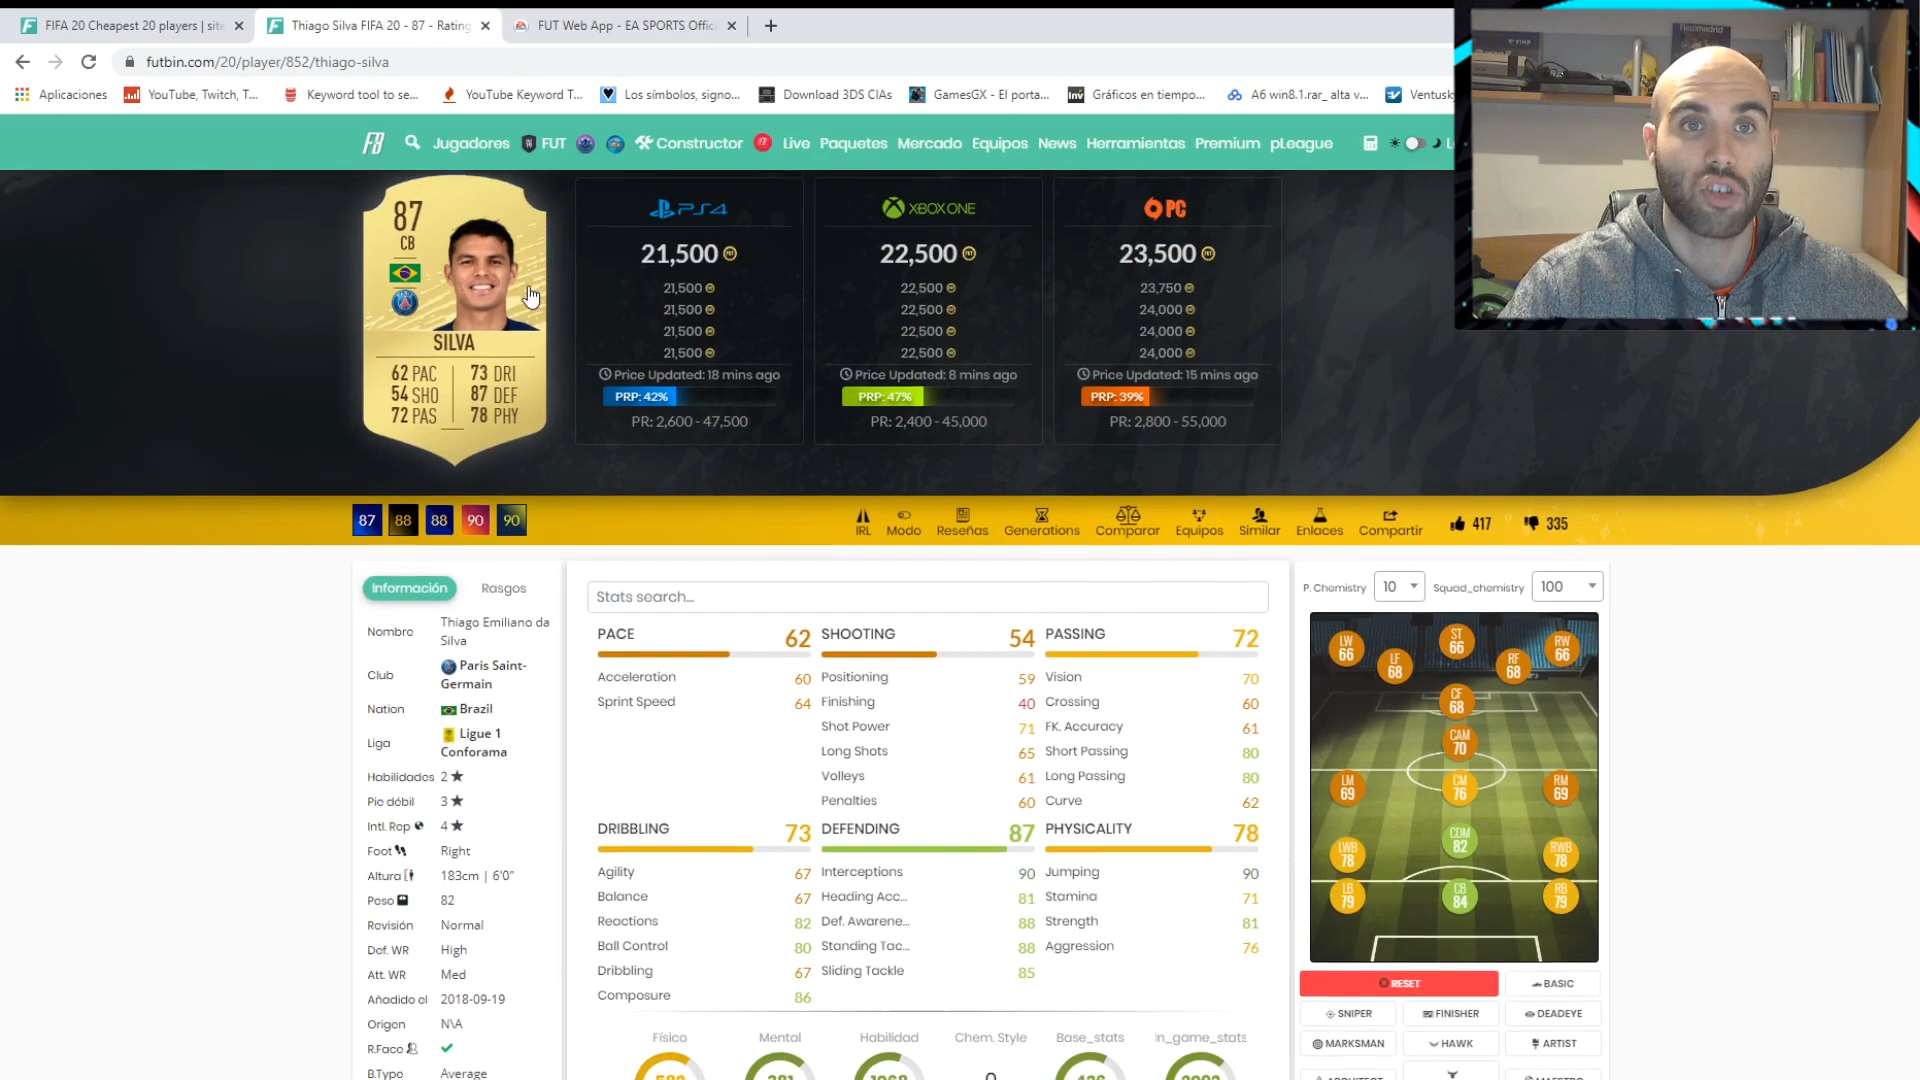 FIFA 20 Cheapest 20 players | site
Thiago Silva FIFA 20 - 87 - Rating
FUT Web App - EA SPORTS Offic
futbin.com/20/player/852/thiago-silva
Aplicaciones YouTube, Twitch, T... Keyword tool to se... YouTube Keyword T... Los símbolos, signo... Download 3DS CIAs GamesGX - El porta... Gráficos en tiempo... A6 win8.1.rar_ alta v... Ventusky
Jugadores FUT Constructor Live Paquetes Mercado Equipos News Herramientas Premium pLeague
87
CB
SILVA
62 PAC 73 DRI
54 SHO 87 DEF
72 PAS 78 PHY
PS4
21,500
21,500
21,500
21,500
21,500
Price Updated: 18 mins ago
PRP: 42%
PR: 2,600 - 47,500
XBOX ONE
22,500
22,500
22,500
22,500
22,500
Price Updated: 8 mins ago
PRP: 47%
PR: 2,400 - 45,000
PC
23,500
23,750
24,000
24,000
24,000
Price Updated: 15 mins ago
PRP: 39%
PR: 2,800 - 55,000
87 88 88 90 90
IRL Modo Reseñas Generations Comparar Equipos Similar Enlaces Compartir 417 335
Información Rasgos
Nombre Thiago Emiliano da Silva
Club Paris Saint-Germain
Nation Brazil
Liga Ligue 1 Conforama
Habilidades 2
Pie débil 3
Intl. Rep 4
Foot Right
Altura 183cm | 6'0"
Peso 82
Revisión Normal
Def. WR High
Att. WR Med
Añadido el 2018-09-19
Origen N\A
R.Face
B.Type Average
Stats search...
PACE 62
Acceleration 60
Sprint Speed 64
SHOOTING 54
Positioning 59
Finishing 40
Shot Power 71
Long Shots 65
Volleys 61
Penalties 60
PASSING 72
Vision 70
Crossing 60
FK. Accuracy 61
Short Passing 80
Long Passing 80
Curve 62
DRIBBLING 73
Agility 67
Balance 67
Reactions 82
Ball Control 80
Dribbling 67
Composure 86
DEFENDING 87
Interceptions 90
Heading Acc... 81
Def. Awarene... 88
Standing Tac... 88
Sliding Tackle 85
PHYSICALITY 78
Jumping 90
Stamina 71
Strength 81
Aggression 76
Físico Mental Habilidad Chem. Style Base_stats In_game_stats
P. Chemistry 10 Squad_chemistry 100
LW 66
ST 66
RW 66
LF 68
RF 68
CF 68
CAM 70
LM 69
CM 76
RM 69
CDM 82
LWB 78
RWB 78
LB 79
CB 84
RB 79
RESET BASIC
SNIPER FINISHER DEADEYE
MARKSMAN HAWK ARTIST